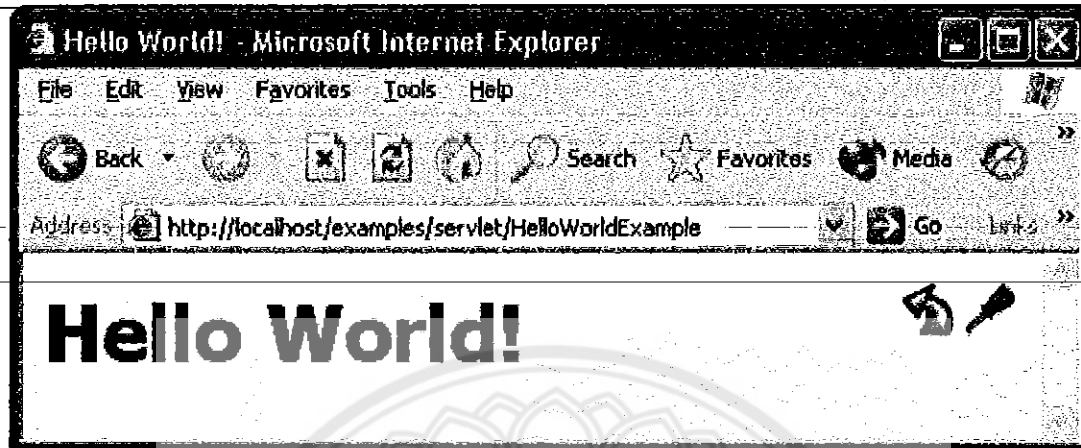 Hello World! - Microsoft Internet Explorer
File Edit View Favorites Tools Help
Back Search Favorites Media »
Address http://localhost/examples/servlet/HelloWorldExample Go Links »
Hello World!